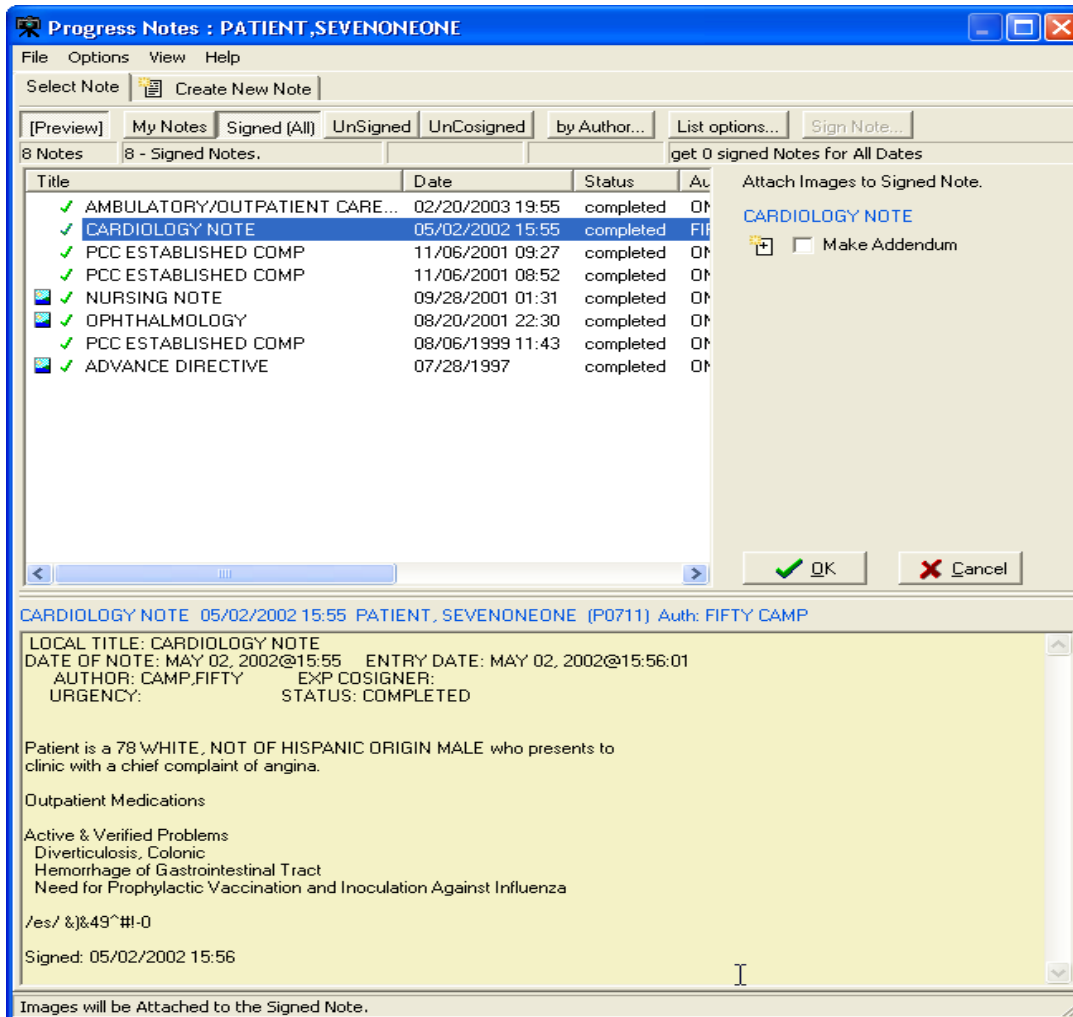 Progress Notes : PATIENT,SEVENONEONE
File Options View Help
Select Note Create New Note
[Preview] My Notes Signed (All) UnSigned UnCosigned by Author... List options... Sign Note...
8 Notes 8 - Signed Notes. get 0 signed Notes for All Dates
Title Date Status Au
AMBULATORY/OUTPATIENT CARE... 02/20/2003 19:55 completed
CARDIOLOGY NOTE 05/02/2002 15:55 completed FIF
PCC ESTABLISHED COMP 11/06/2001 09:27 completed
PCC ESTABLISHED COMP 11/06/2001 08:52 completed
NURSING NOTE 09/28/2001 01:31 completed
OPHTHALMOLOGY 08/20/2001 22:30 completed
PCC ESTABLISHED COMP 08/06/1999 11:43 completed
ADVANCE DIRECTIVE 07/28/1997 completed
Attach Images to Signed Note.
CARDIOLOGY NOTE
Make Addendum
OK Cancel
CARDIOLOGY NOTE 05/02/2002 15:55 PATIENT, SEVENONEONE (P0711) Auth: FIFTY CAMP
LOCAL TITLE: CARDIOLOGY NOTE
DATE OF NOTE: MAY 02, 2002@15:55 ENTRY DATE: MAY 02, 2002@15:56:01
AUTHOR: CAMP,FIFTY EXP COSIGNER:
URGENCY: STATUS: COMPLETED
Patient is a 78 WHITE, NOT OF HISPANIC ORIGIN MALE who presents to
clinic with a chief complaint of angina.
Outpatient Medications
Active & Verified Problems
Diverticulosis, Colonic
Hemorrhage of Gastrointestinal Tract
Need for Prophylactic Vaccination and Inoculation Against Influenza
/es/ &)&49^#!-0
Signed: 05/02/2002 15:56
Images will be Attached to the Signed Note.